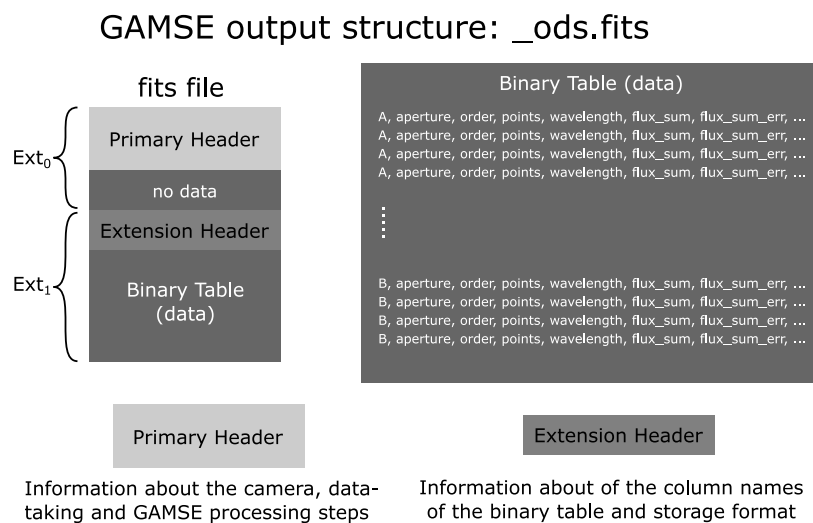 GAMSE output structure: _ods.fits
fits file
Ext0
Primary Header
no data
Ext1
Extension Header
Binary Table
(data)
Binary Table (data)
A, aperture, order, points, wavelength, flux_sum, flux_sum_err, ...
A, aperture, order, points, wavelength, flux_sum, flux_sum_err, ...
A, aperture, order, points, wavelength, flux_sum, flux_sum_err, ...
A, aperture, order, points, wavelength, flux_sum, flux_sum_err, ...
B, aperture, order, points, wavelength, flux_sum, flux_sum_err, ...
B, aperture, order, points, wavelength, flux_sum, flux_sum_err, ...
B, aperture, order, points, wavelength, flux_sum, flux_sum_err, ...
B, aperture, order, points, wavelength, flux_sum, flux_sum_err, ...
Primary Header
Information about the camera, data-
taking and GAMSE processing steps
Extension Header
Information about of the column names
of the binary table and storage format